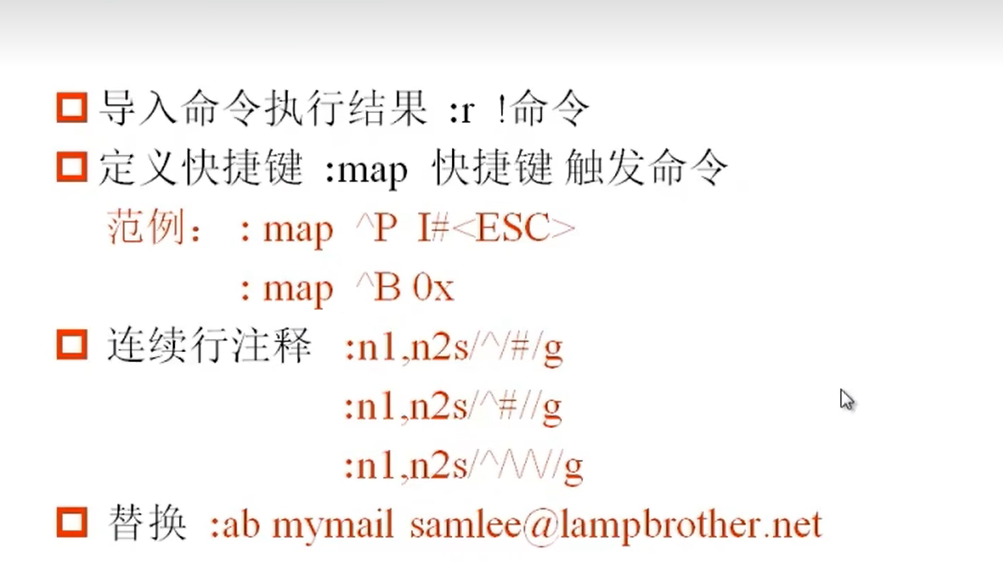 导入命令执行结果 :r !命令
定义快捷键 :map 快捷键 触发命令
范例： : map ^P I#<ESC>
: map ^B 0x
连续行注释 :n1,n2s/^/#/g
:n1,n2s/^#//g
:n1,n2s/^/\/\//g
替换 :ab mymail samlee@lampbrother.net